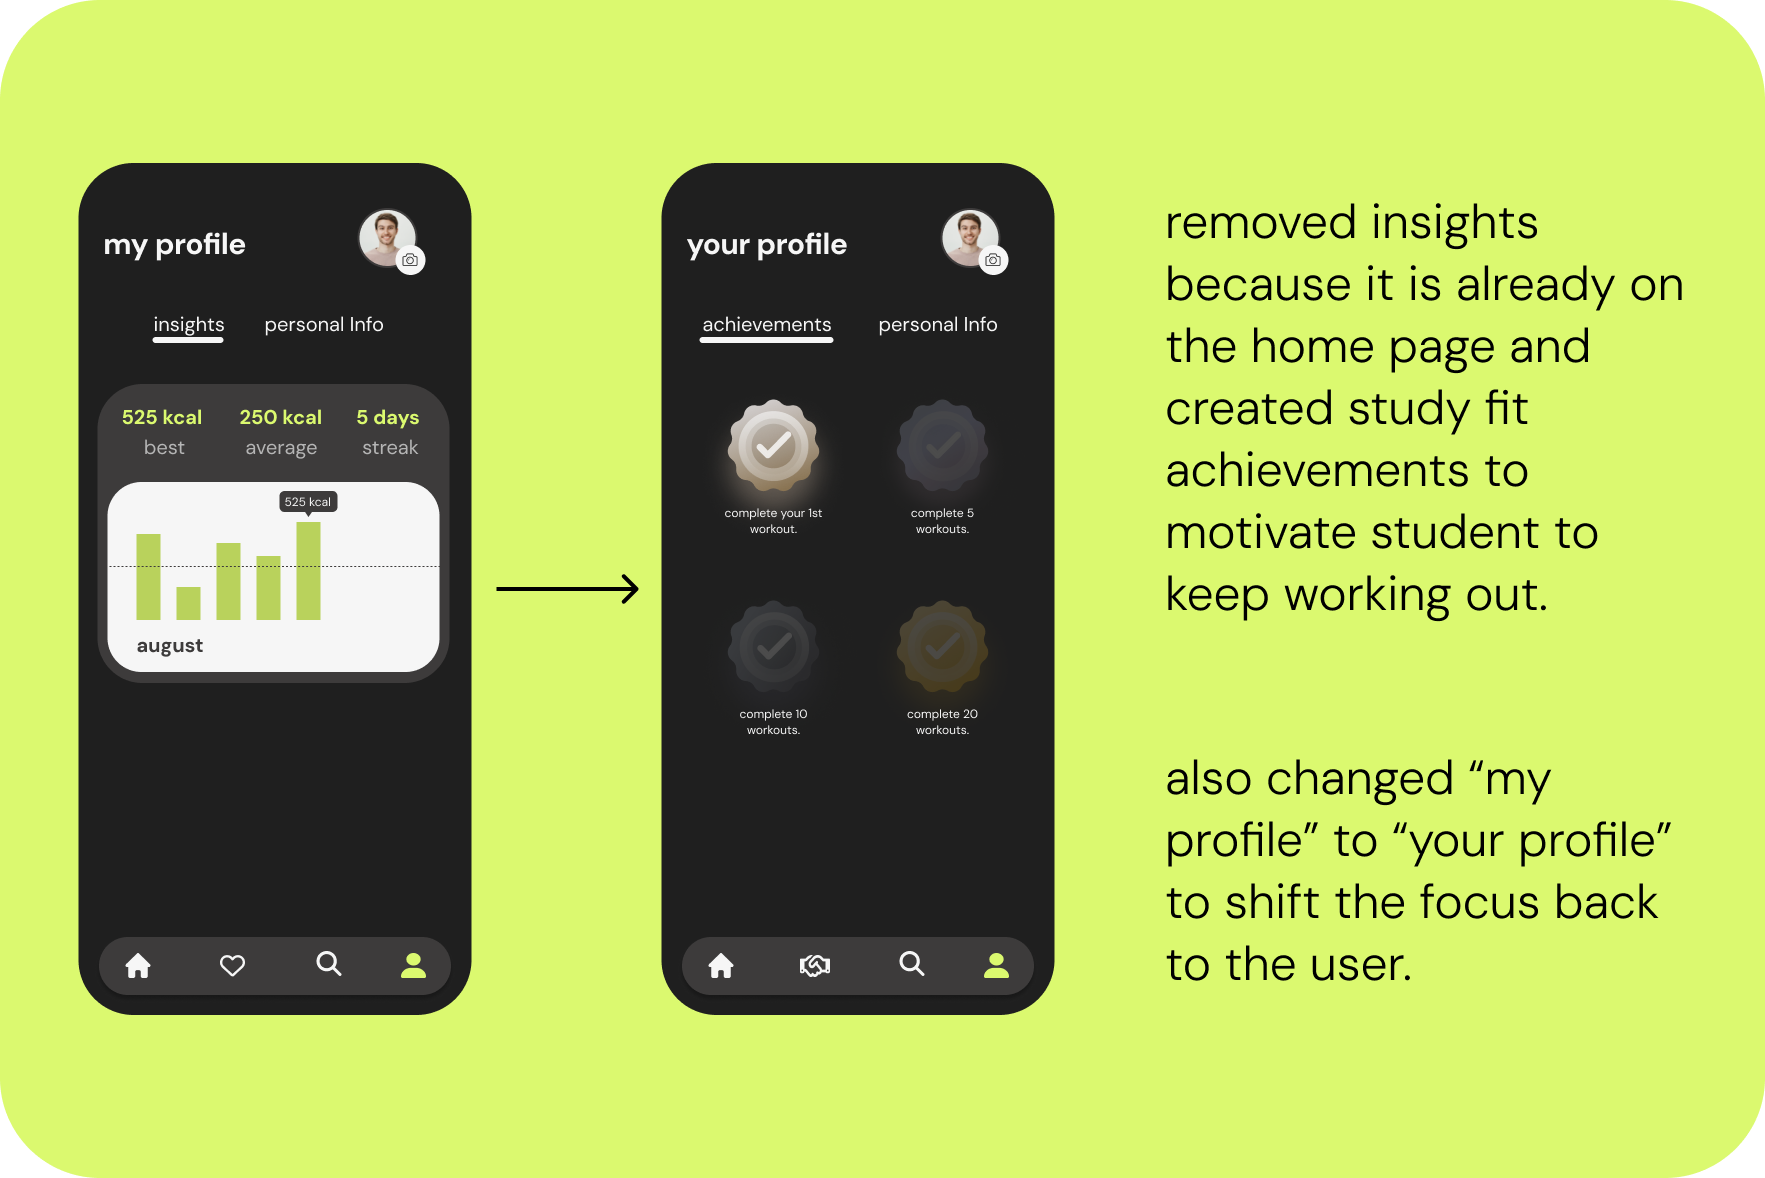 my profile
insights
personal Info
525 kcal
250 kcal
5 days
best
average
streak
525 kcal
august
your profile
achievements
personal Info
complete your 1st
workout.
complete 5
workouts.
complete 10
workouts.
complete 20
workouts.
removed insights
because it is already on
the home page and
created study fit
achievements to
motivate student to
keep working out.
also changed “my
profile” to “your profile”
to shift the focus back
to the user.